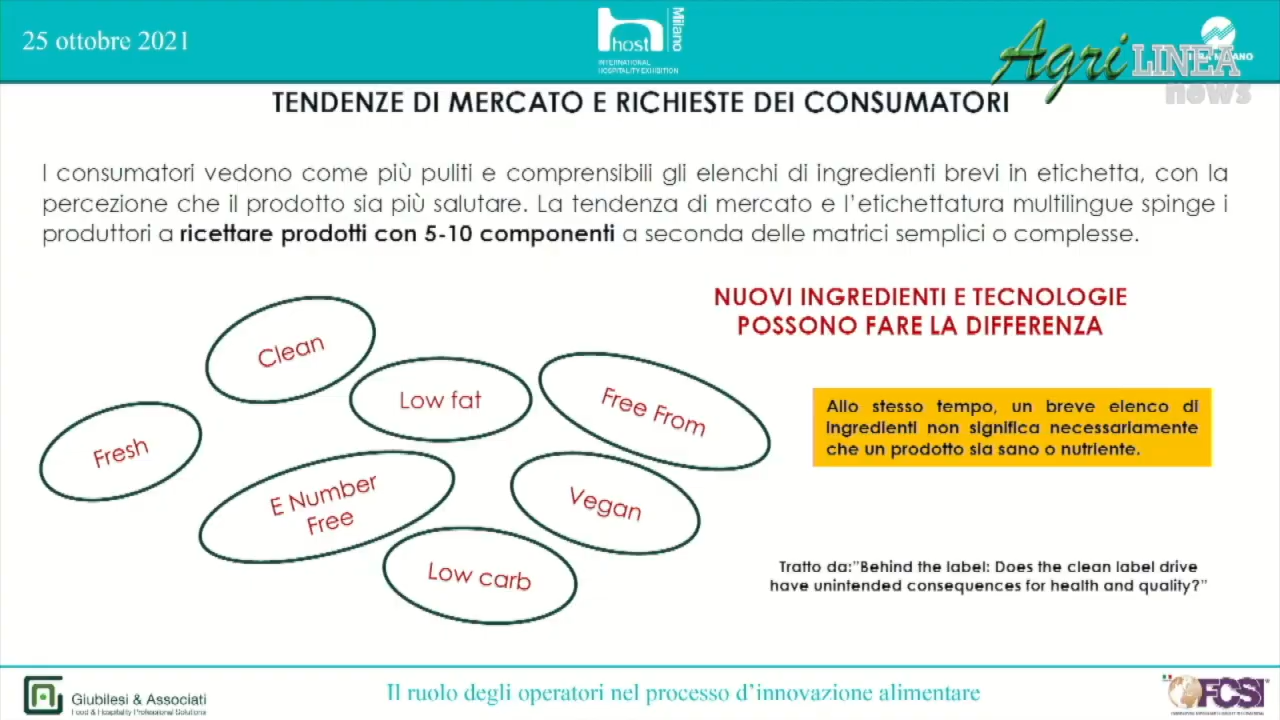 25 ottobre 2021
host
Milano
INTERNATIONAL
HOSPITALITY EXHIBITION
Agri LINEA
news
TENDENZE DI MERCATO E RICHIESTE DEI CONSUMATORI
I consumatori vedono come più puliti e comprensibili gli elenchi di ingredienti brevi in etichetta, con la
percezione che il prodotto sia più salutare. La tendenza di mercato e l'etichettatura multilingue spinge i
produttori a ricettare prodotti con 5-10 componenti a seconda delle matrici semplici o complesse.
NUOVI INGREDIENTI E TECNOLOGIE
POSSONO FARE LA DIFFERENZA
Clean
Low fat
Free From
Fresh
E Number
Free
Vegan
Low carb
Allo stesso tempo, un breve elenco di
ingredienti non significa necessariamente
che un prodotto sia sano o nutriente.
Tratto da:"Behind the label: Does the clean label drive
have unintended consequences for health and quality?"
Giubilesi & Associati
Food & Hospitality Professional Solutions
Il ruolo degli operatori nel processo d'innovazione alimentare
FCSI